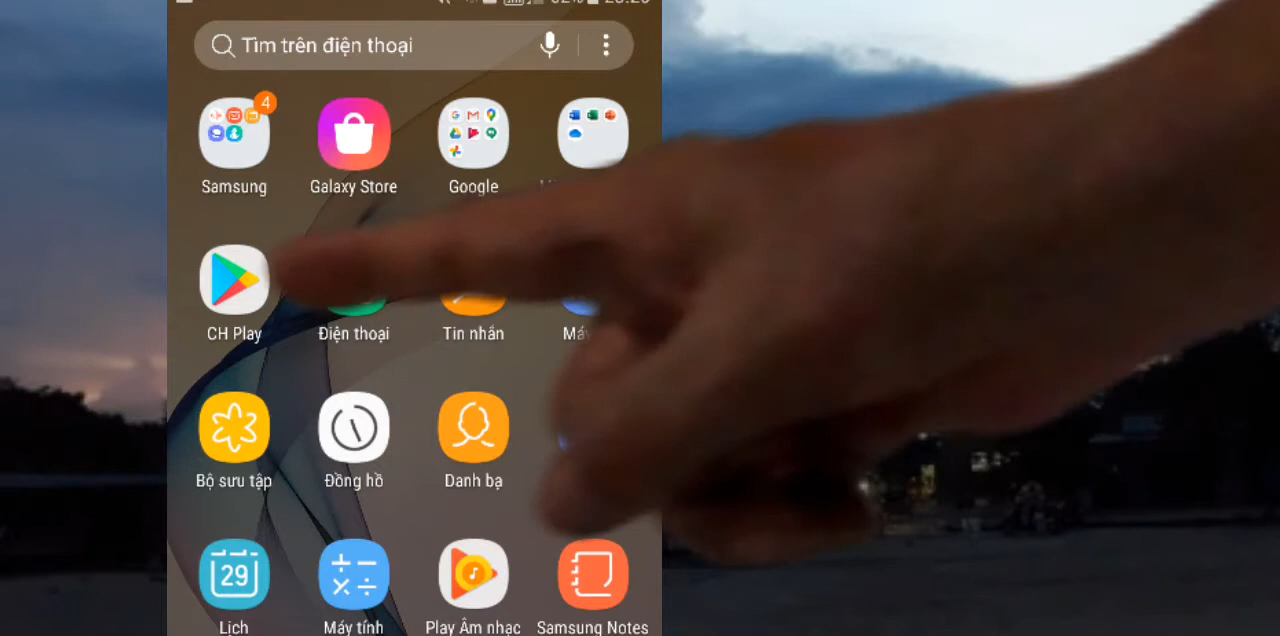 Tìm trên điện thoại
4
Samsung
Galaxy Store
Google
CH Play
Điện thoại
Tin nhắn
Bộ sưu tập
Đồng hồ
Danh bạ
29
Lịch
Máy tính
Play Âm nhạc
Samsung Notes